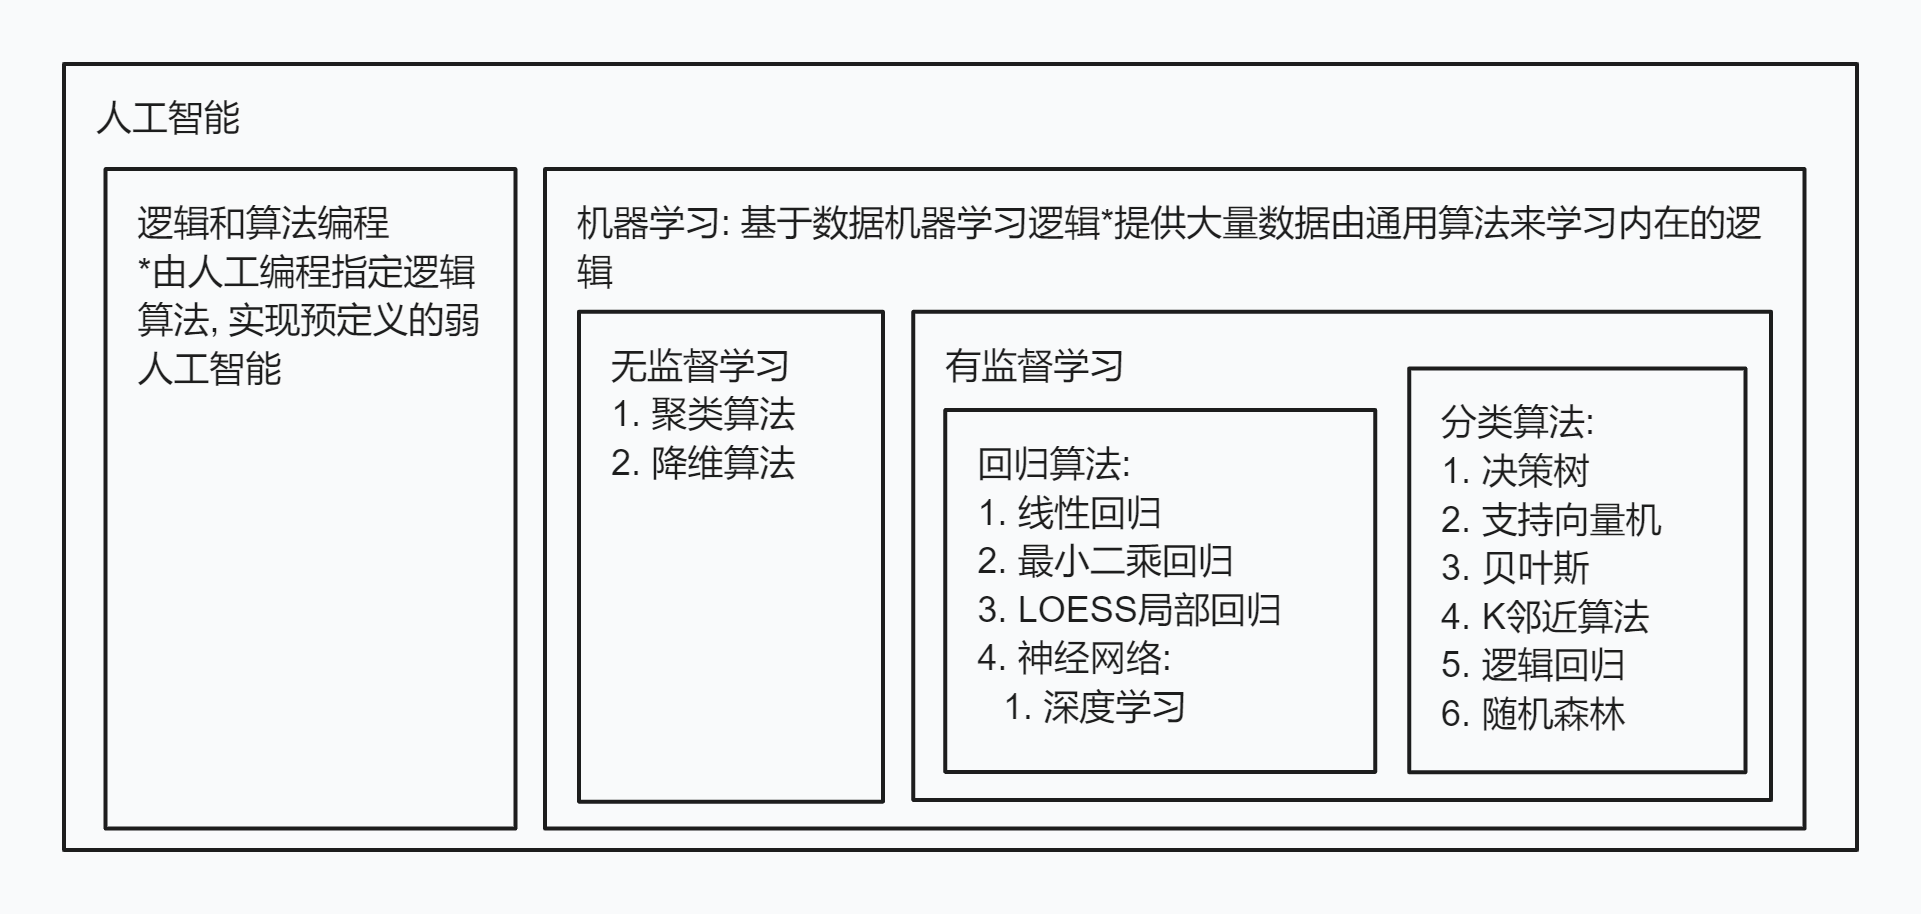 人工智能
逻辑和算法编程
*由人工编程指定逻辑
算法, 实现预定义的弱
人工智能
机器学习: 基于数据机器学习逻辑*提供大量数据由通用算法来学习内在的逻
辑
无监督学习
1. 聚类算法
2. 降维算法
有监督学习
回归算法:
1. 线性回归
2. 最小二乘回归
3. LOESS局部回归
4. 神经网络:
1. 深度学习
分类算法:
1. 决策树
2. 支持向量机
3. 贝叶斯
4. K邻近算法
5. 逻辑回归
6. 随机森林